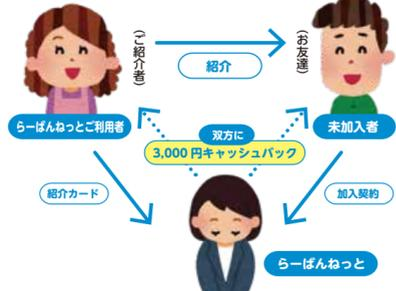 (ご紹介者)
(お友達)
紹介
らーばんねっとご利用者
未加入者
双方に
3,000円キャッシュバック
紹介カード
加入契約
らーばんねっと